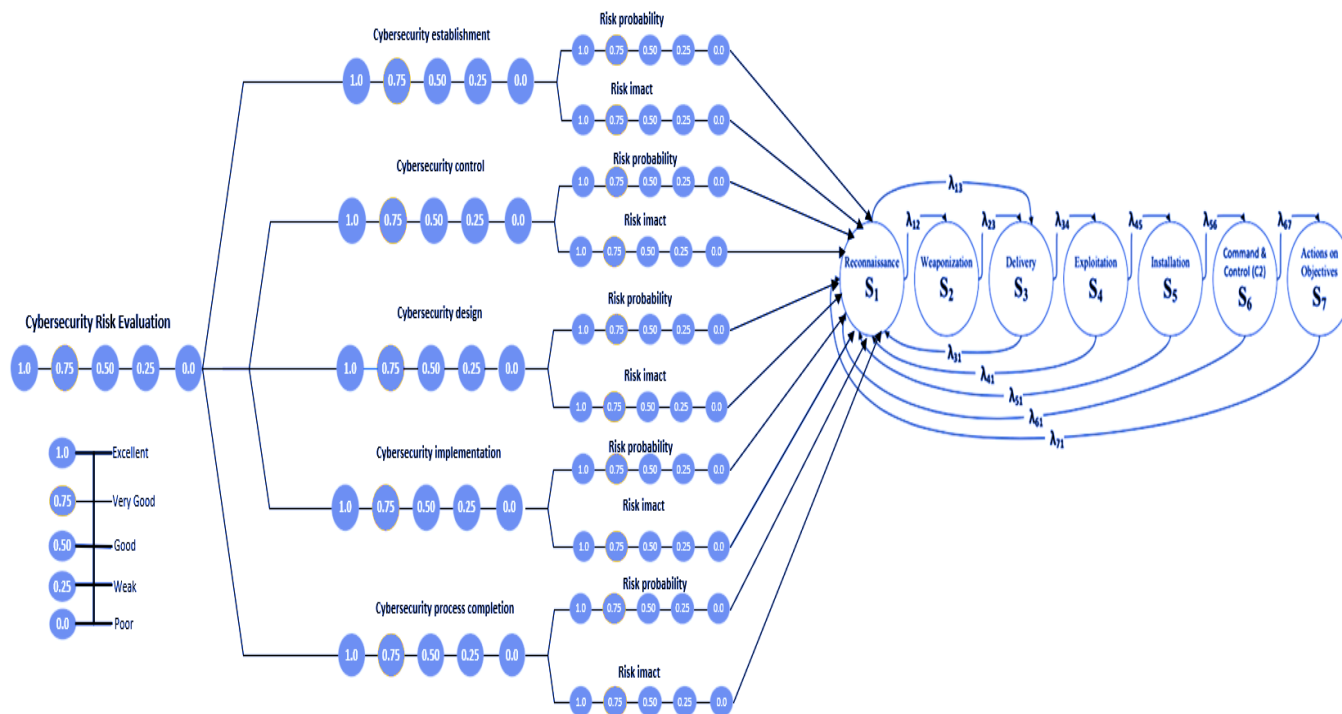 Cybersecurity Risk Evaluation
1.0 0.75 0.50 0.25 0.0
1.0 Excellent
0.75 Very Good
0.50 Good
0.25 Weak
0.0 Poor
Cybersecurity establishment
1.0 0.75 0.50 0.25 0.0
Risk probability
1.0 0.75 0.50 0.25 0.0
Risk imact
1.0 0.75 0.50 0.25 0.0
Cybersecurity control
1.0 0.75 0.50 0.25 0.0
Risk probability
1.0 0.75 0.50 0.25 0.0
Risk imact
1.0 0.75 0.50 0.25 0.0
Cybersecurity design
1.0 0.75 0.50 0.25 0.0
Risk probability
1.0 0.75 0.50 0.25 0.0
Risk imact
1.0 0.75 0.50 0.25 0.0
Cybersecurity implementation
1.0 0.75 0.50 0.25 0.0
Risk probability
1.0 0.75 0.50 0.25 0.0
Risk imact
1.0 0.75 0.50 0.25 0.0
Cybersecurity process completion
1.0 0.75 0.50 0.25 0.0
Risk probability
1.0 0.75 0.50 0.25 0.0
Risk imact
1.0 0.75 0.50 0.25 0.0
λ13
λ12 λ23 λ34 λ45 λ56 λ67
Reconnaissance
S1
Weaponization
S2
Delivery
S3
Exploitation
S4
Installation
S5
Command &
Control (C2)
S6
Actions on
Objectives
S7
λ31
λ41
λ51
λ61
λ71